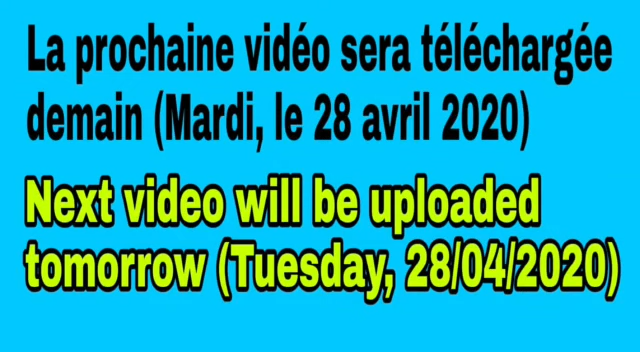 La prochaine vidéo sera téléchargée
demain (Mardi, le 28 avril 2020)
Next video will be uploaded
tomorrow (Tuesday, 28/04/2020)